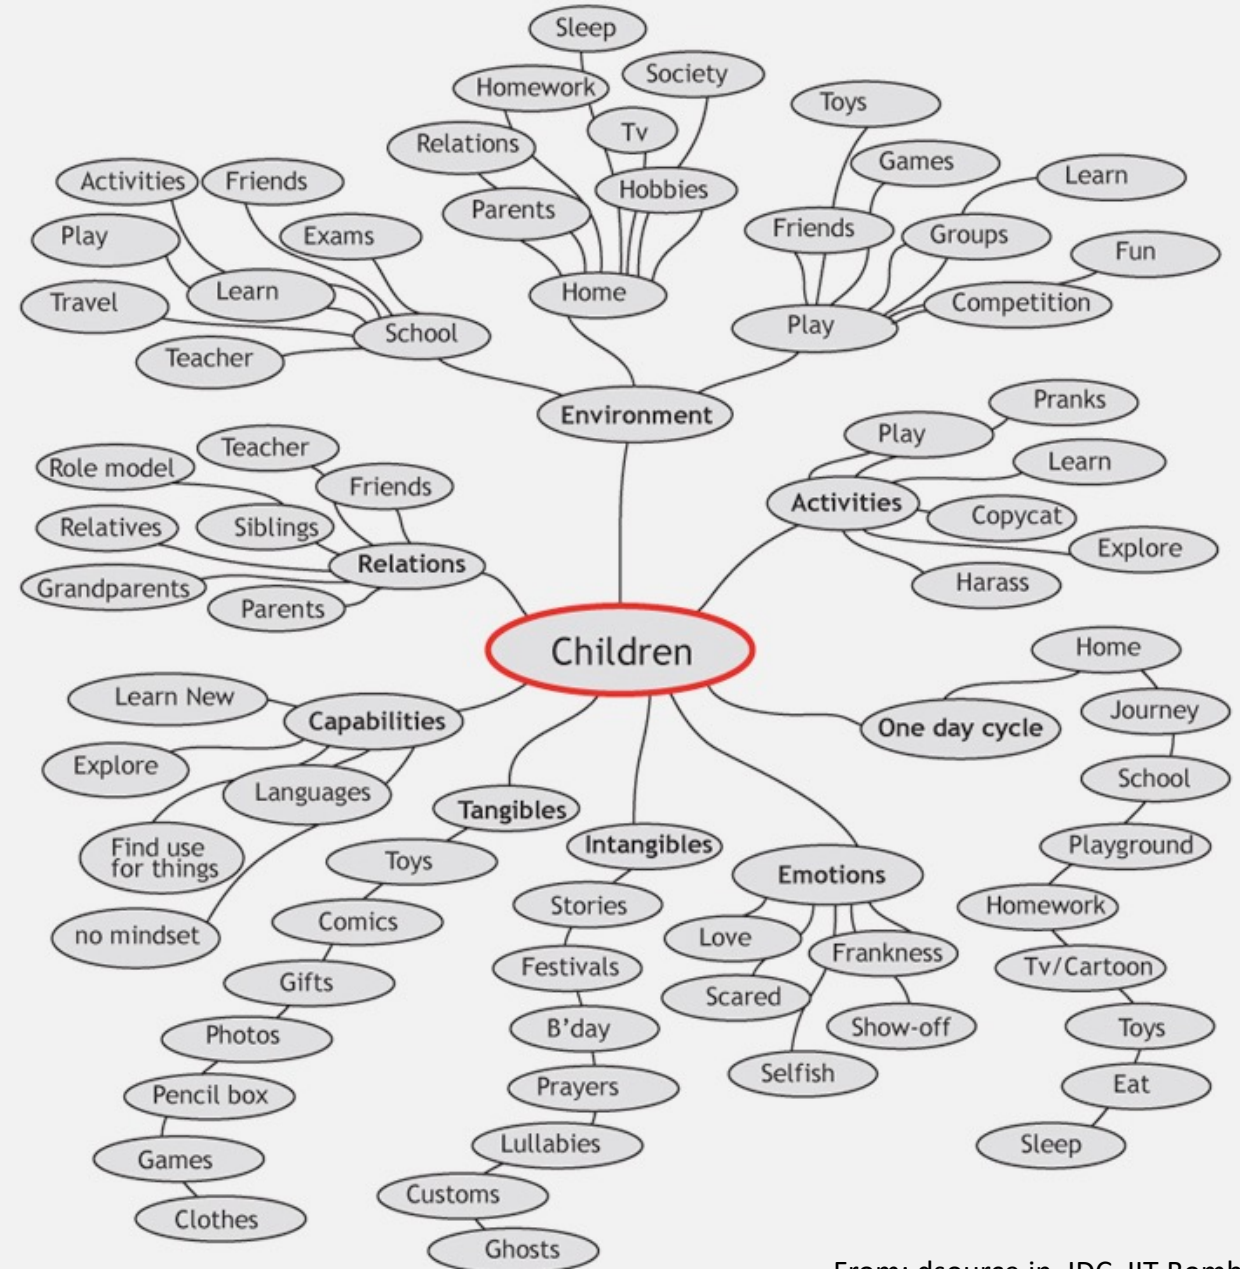 Sleep
Homework
Society
Tv
Relations
Hobbies
Parents
Home
Toys
Games
Learn
Friends
Groups
Fun
Competition
Play
Activities
Friends
Play
Exams
Learn
Travel
School
Teacher
Environment
Pranks
Play
Learn
Activities
Copycat
Explore
Harass
Teacher
Role model
Friends
Relatives
Siblings
Relations
Grandparents
Parents
Children
Home
Journey
One day cycle
School
Playground
Homework
Tv/Cartoon
Toys
Eat
Sleep
Learn New
Capabilities
Explore
Languages
Find use
for things
no mindset
Tangibles
Toys
Comics
Gifts
Photos
Pencil box
Games
Clothes
Intangibles
Stories
Festivals
B'day
Prayers
Lullabies
Customs
Ghosts
Emotions
Love
Frankness
Scared
Show-off
Selfish